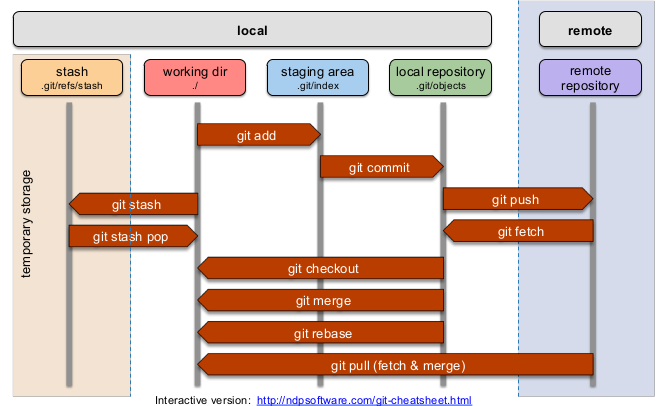 local
remote
stash
.git/refs/stash
working dir
./
staging area
.git/index
local repository
.git/objects
remote
repository
temporary storage
git add
git commit
git stash
git push
git stash pop
git fetch
git checkout
git merge
git rebase
git pull (fetch & merge)
Interactive version: http://ndpsoftware.com/git-cheatsheet.html